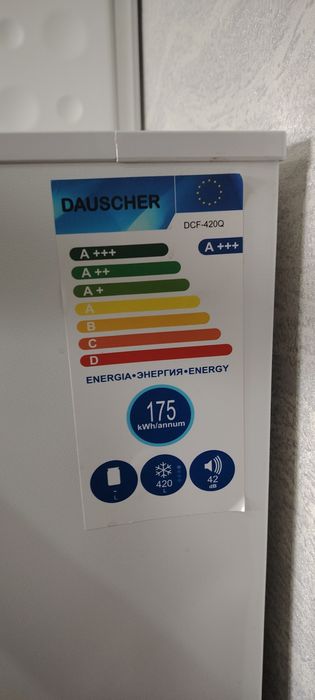 DAUSCHER
DCF-420Q
A +++
A +++
A ++
A +
A
B
C
D
ENERGIA • ЭНЕРГИЯ • ENERGY
175
kWh/annum
-
L
420
L
42
dB